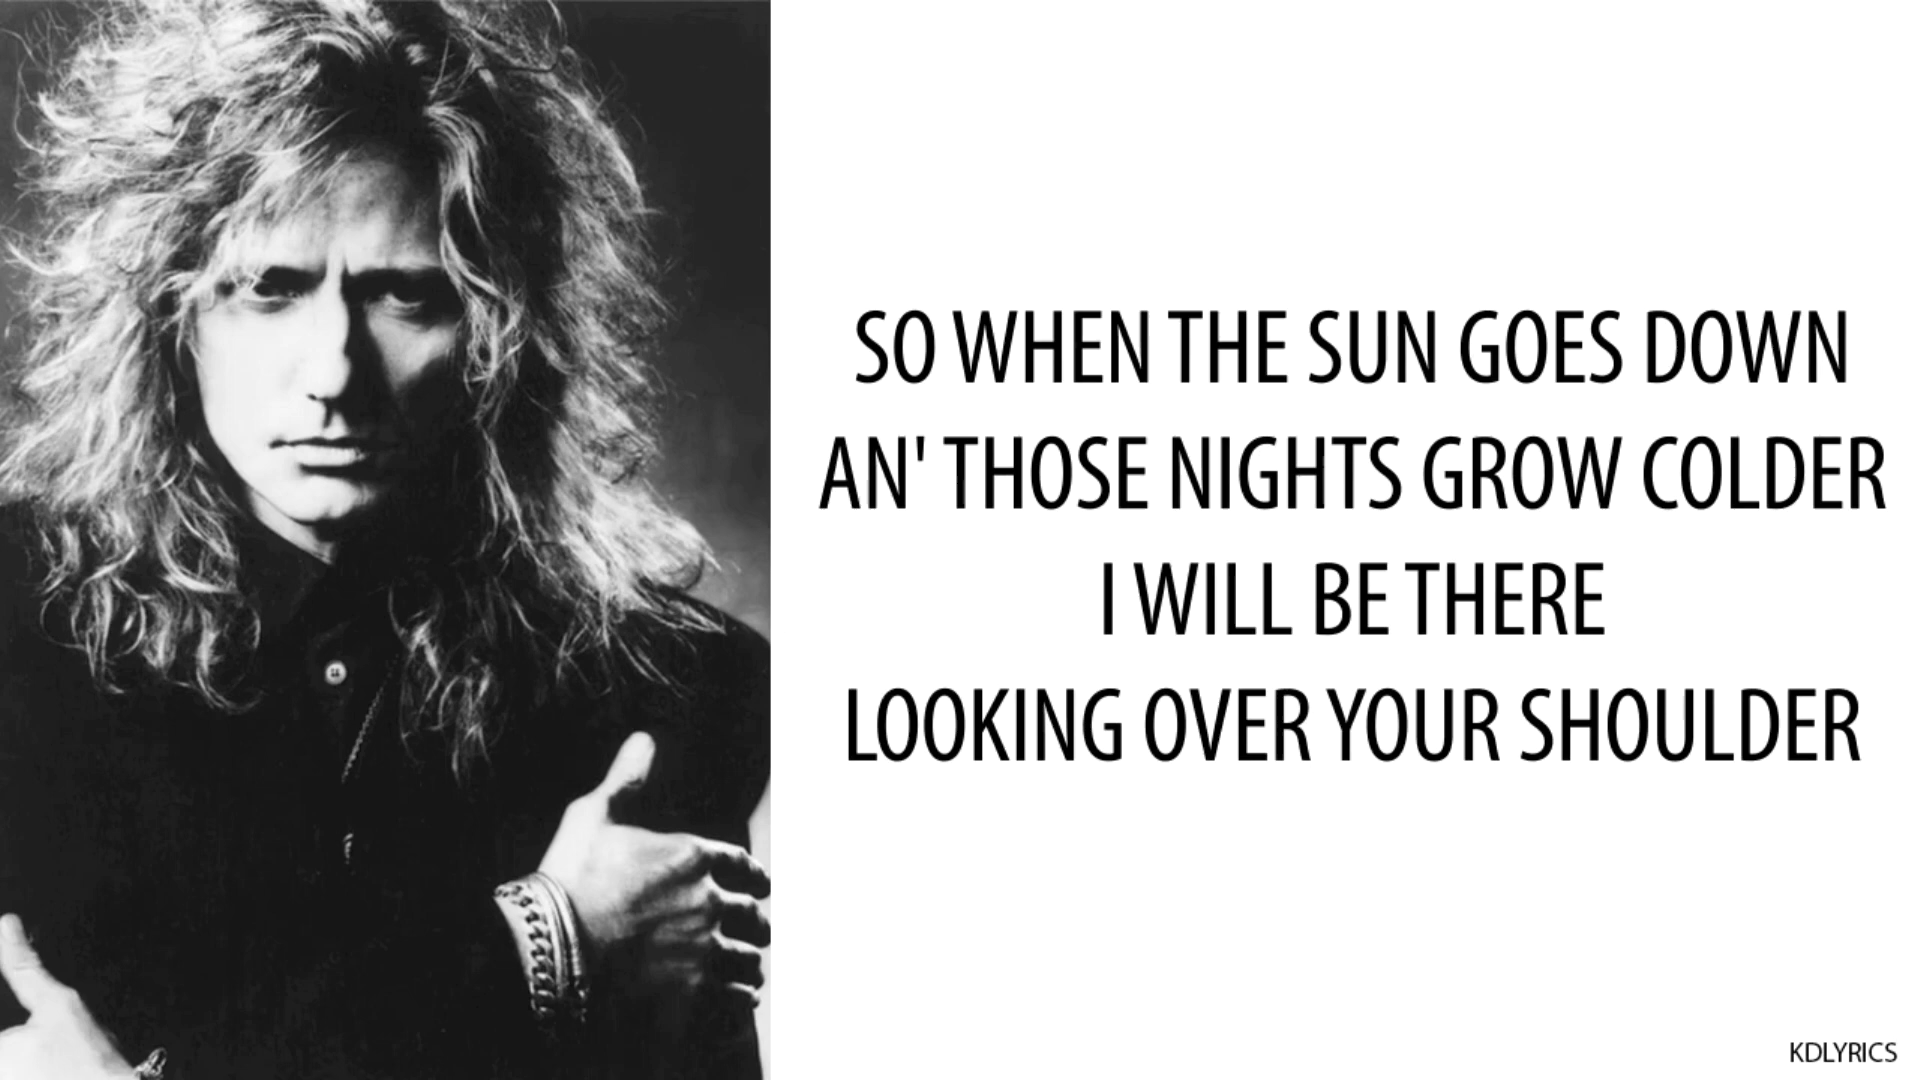 SO WHEN THE SUN GOES DOWN
AN' THOSE NIGHTS GROW COLDER
I WILL BE THERE
LOOKING OVER YOUR SHOULDER
KDLYRICS